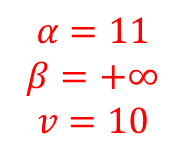 α = 11
β = +∞
v = 10